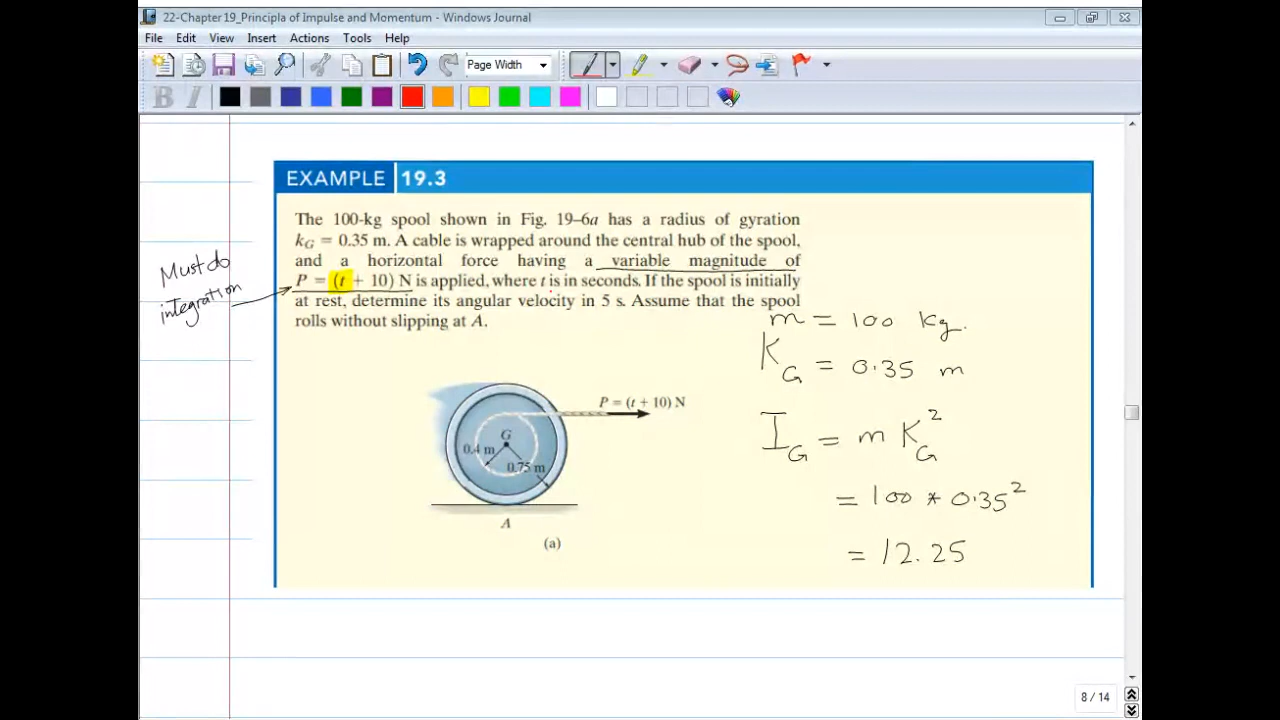 22-Chapter 19_Principla of Impulse and Momentum - Windows Journal
File Edit View Insert Actions Tools Help
Page Width
B I
EXAMPLE 19.3
The 100-kg spool shown in Fig. 19–6a has a radius of gyration
kG = 0.35 m. A cable is wrapped around the central hub of the spool,
and a horizontal force having a variable magnitude of
P = (t + 10) N is applied, where t is in seconds. If the spool is initially
at rest, determine its angular velocity in 5 s. Assume that the spool
rolls without slipping at A.
Must do
integration
m = 100 kg.
KG = 0.35 m
IG = m KG²
= 100 * 0.35²
= 12.25
P = (t + 10) N
G
0.4 m
0.75 m
A
(a)
8 / 14